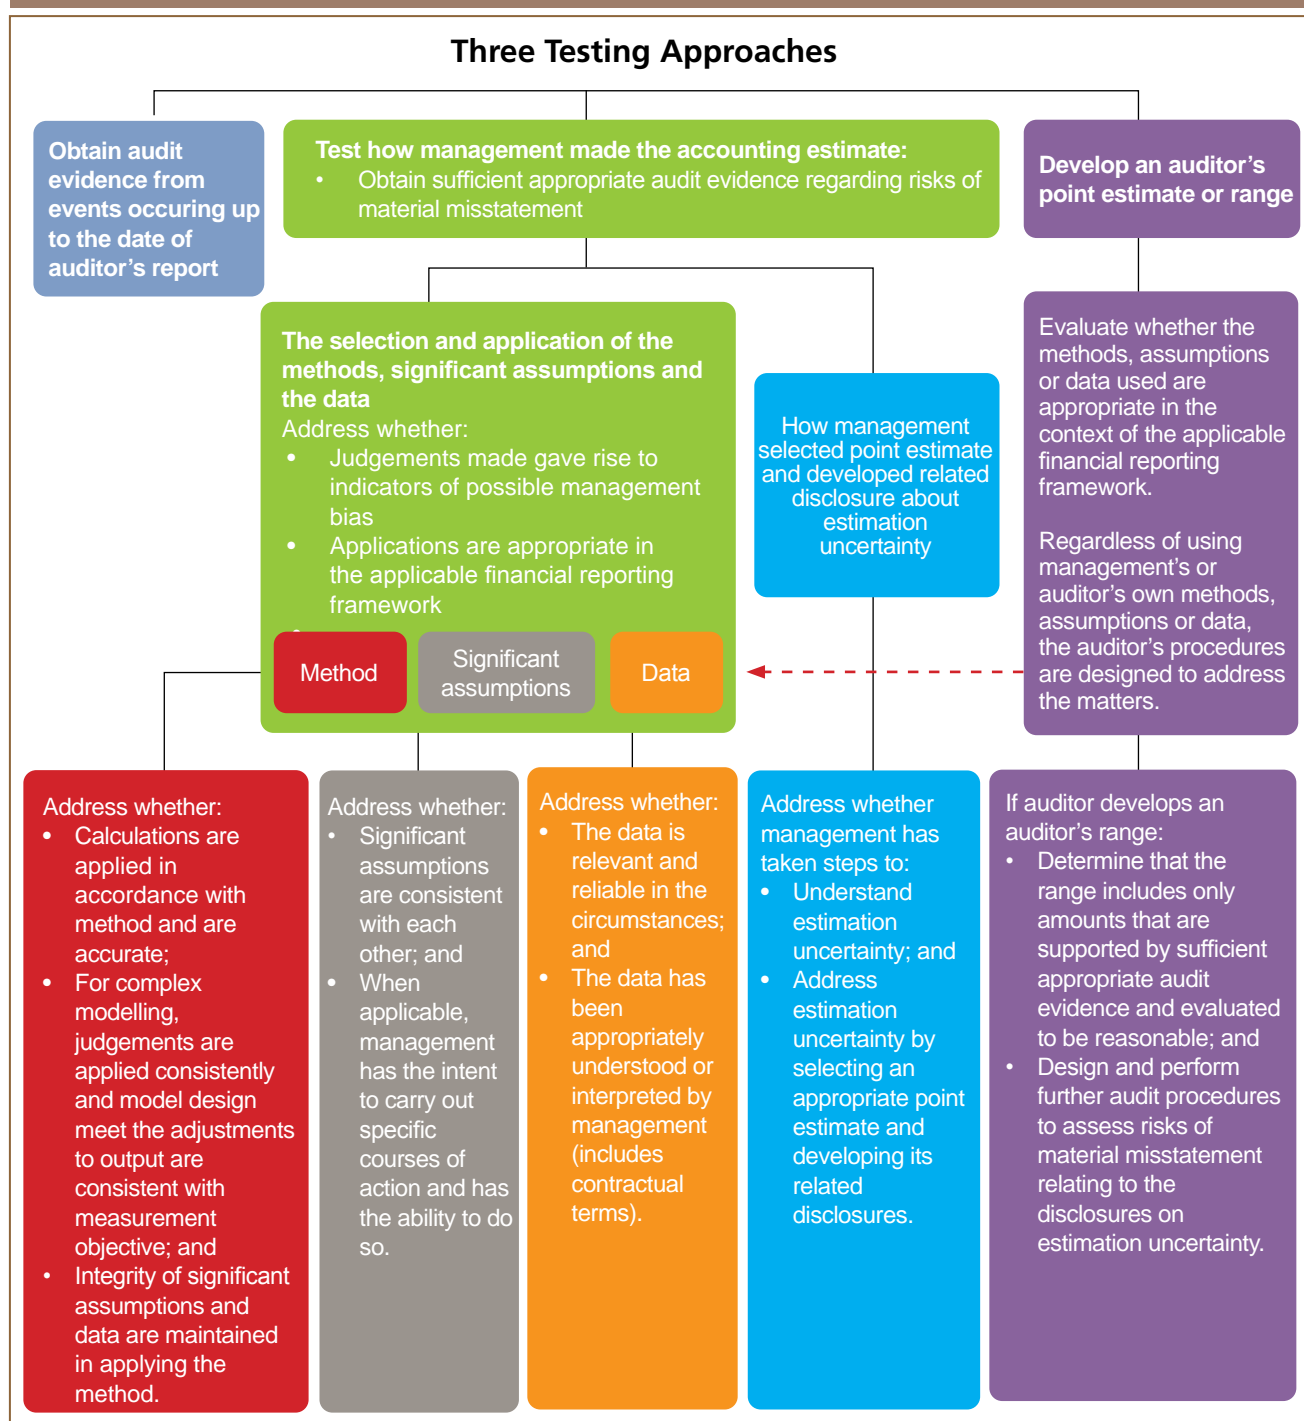 Three Testing Approaches
Obtain audit
evidence from
events occuring up
to the date of
auditor’s report
Test how management made the accounting estimate:
• Obtain sufficient appropriate audit evidence regarding risks of
material misstatement
Develop an auditor’s
point estimate or range
The selection and application of the
methods, significant assumptions and
the data
Address whether:
• Judgements made gave rise to
indicators of possible management
bias
• Applications are appropriate in
the applicable financial reporting
framework
•
Method
Significant
assumptions
Data
How management
selected point estimate
and developed related
disclosure about
estimation
uncertainty
Evaluate whether the
methods, assumptions
or data used are
appropriate in the
context of the applicable
financial reporting
framework.
Regardless of using
management’s or
auditor’s own methods,
assumptions or data,
the auditor’s procedures
are designed to address
the matters.
Address whether:
• Calculations are
applied in
accordance with
method and are
accurate;
• For complex
modelling,
judgements are
applied consistently
and model design
meet the adjustments
to output are
consistent with
measurement
objective; and
• Integrity of significant
assumptions and
data are maintained
in applying the
method.
Address whether:
• Significant
assumptions
are consistent
with each
other; and
• When
applicable,
management
has the intent
to carry out
specific
courses of
action and has
the ability to do
so.
Address whether:
• The data is
relevant and
reliable in the
circumstances;
and
• The data has
been
appropriately
understood or
interpreted by
management
(includes
contractual
terms).
Address whether
management has
taken steps to:
• Understand
estimation
uncertainty; and
• Address
estimation
uncertainty by
selecting an
appropriate point
estimate and
developing its
related
disclosures.
If auditor develops an
auditor’s range:
• Determine that the
range includes only
amounts that are
supported by sufficient
appropriate audit
evidence and evaluated
to be reasonable; and
• Design and perform
further audit procedures
to assess risks of
material misstatement
relating to the
disclosures on
estimation uncertainty.